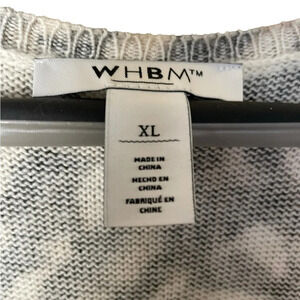 WHBM™
XL
MADE IN
CHINA
HECHO EN
CHINA
FABRIQUÉ EN
CHINE